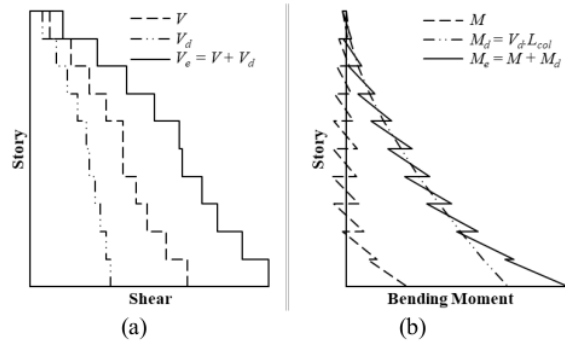 V
V_d
V_e = V + V_d
Story
Shear
(a)
M
M_d = V_d L_col
M_e = M + M_d
Story
Bending Moment
(b)